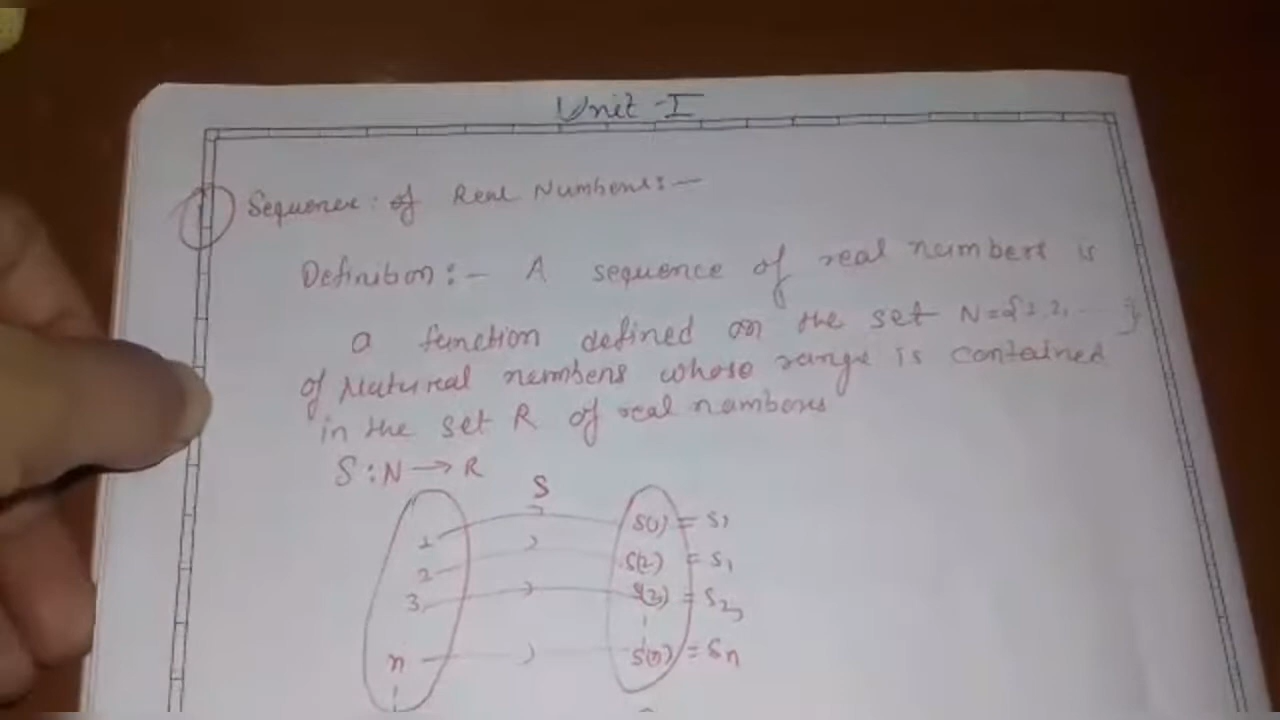 Unit - I
① Sequence: of Real Numbers:-
Definition:- A sequence of real numbers is
a function defined on the set N={1,2,...}
of Natural numbers whose range is contained
in the set R of real numbers
S:N→R
S
1 S(1) = S1
2 S(2) = S1
3 S(3) = S2
n S(n) = Sn